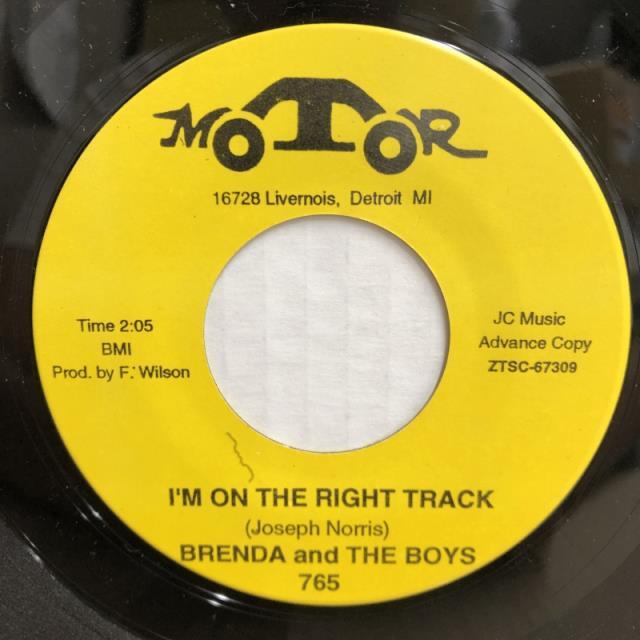 MOTOR
16728 Livernois, Detroit MI
Time 2:05
BMI
Prod. by F. Wilson
JC Music
Advance Copy
ZTSC-67309
I'M ON THE RIGHT TRACK
(Joseph Norris)
BRENDA and THE BOYS
765